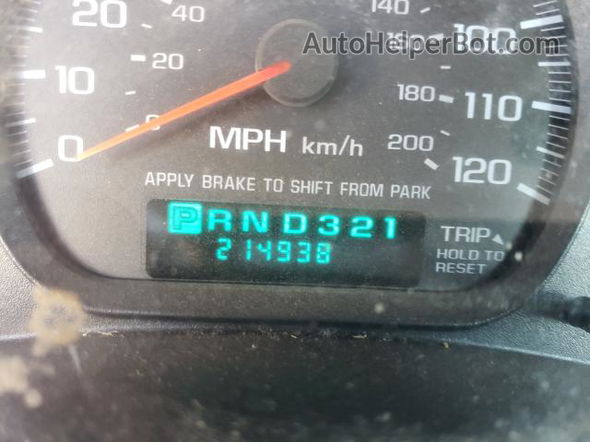 20 40 140 100
AutoHelperBot.com
10 20 180 110
0 0 MPH km/h 200 120
APPLY BRAKE TO SHIFT FROM PARK
PRND321 TRIP
214938 HOLD TO
RESET